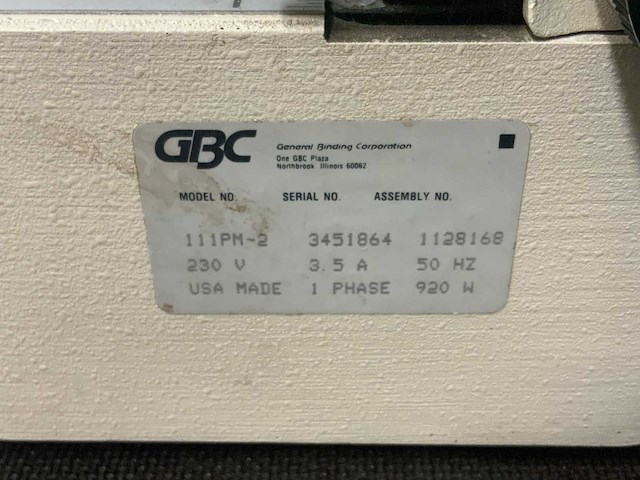 GBC General Binding Corporation
One GBC Plaza
Northbrook, Illinois 60062
MODEL NO. SERIAL NO. ASSEMBLY NO.
111PM-2 3451864 1128168
230 V 3.5 A 50 HZ
USA MADE 1 PHASE 920 W